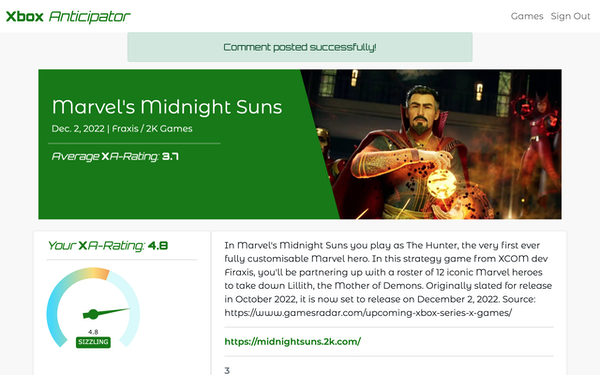 Xbox Anticipator
Games Sign Out
Comment posted successfully!
Marvel's Midnight Suns
Dec. 2, 2022 | Fraxis / 2K Games
Average XA-Rating: 3.7
Your XA-Rating: 4.8
4.8
SIZZLING
In Marvel's Midnight Suns you play as The Hunter, the very first ever
fully customisable Marvel hero. In this strategy game from XCOM dev
Firaxis, you'll be partnering up with a roster of 12 iconic Marvel heroes
to take down Lillith, the Mother of Demons. Originally slated for release
in October 2022, it is now set to release on December 2, 2022. Source:
https://www.gamesradar.com/upcoming-xbox-series-x-games/
https://midnightsuns.2k.com/
3